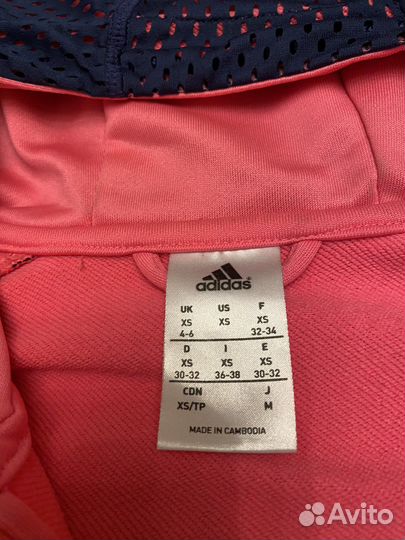 adidas
UK US F
XS XS XS
4-6 32-34
D I E
XS XS XS
30-32 36-38 30-32
CDN J
XS/TP M
MADE IN CAMBODIA
Avito